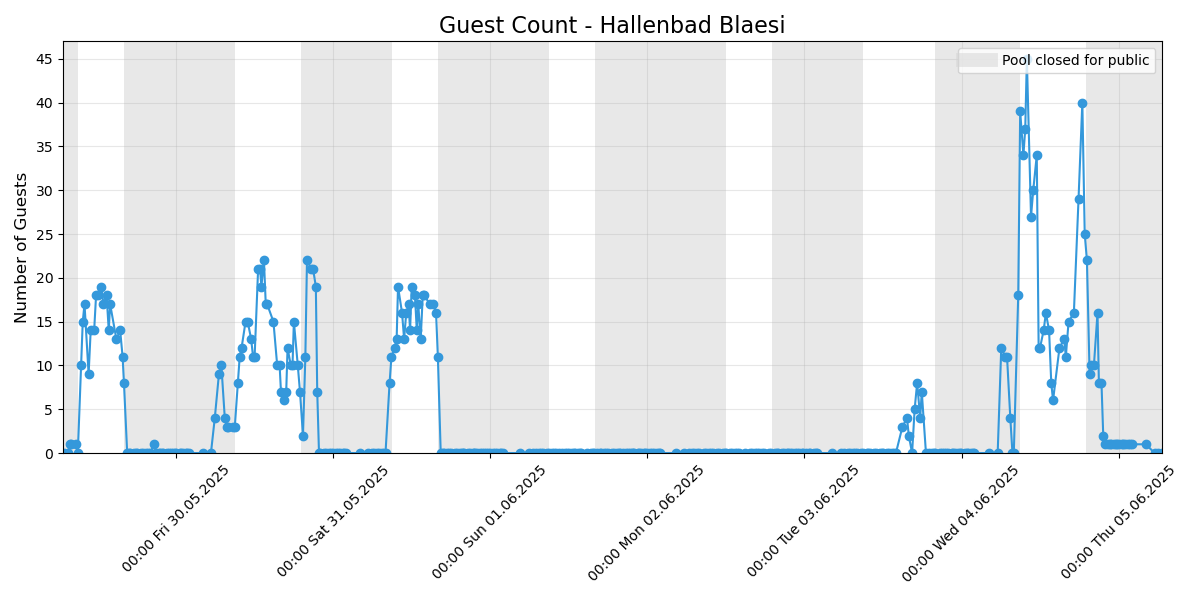 Guest Count - Hallenbad Blaesi
Pool closed for public
Number of Guests
45
40
35
30
25
20
15
10
5
0
00:00 Fri 30.05.2025
00:00 Sat 31.05.2025
00:00 Sun 01.06.2025
00:00 Mon 02.06.2025
00:00 Tue 03.06.2025
00:00 Wed 04.06.2025
00:00 Thu 05.06.2025